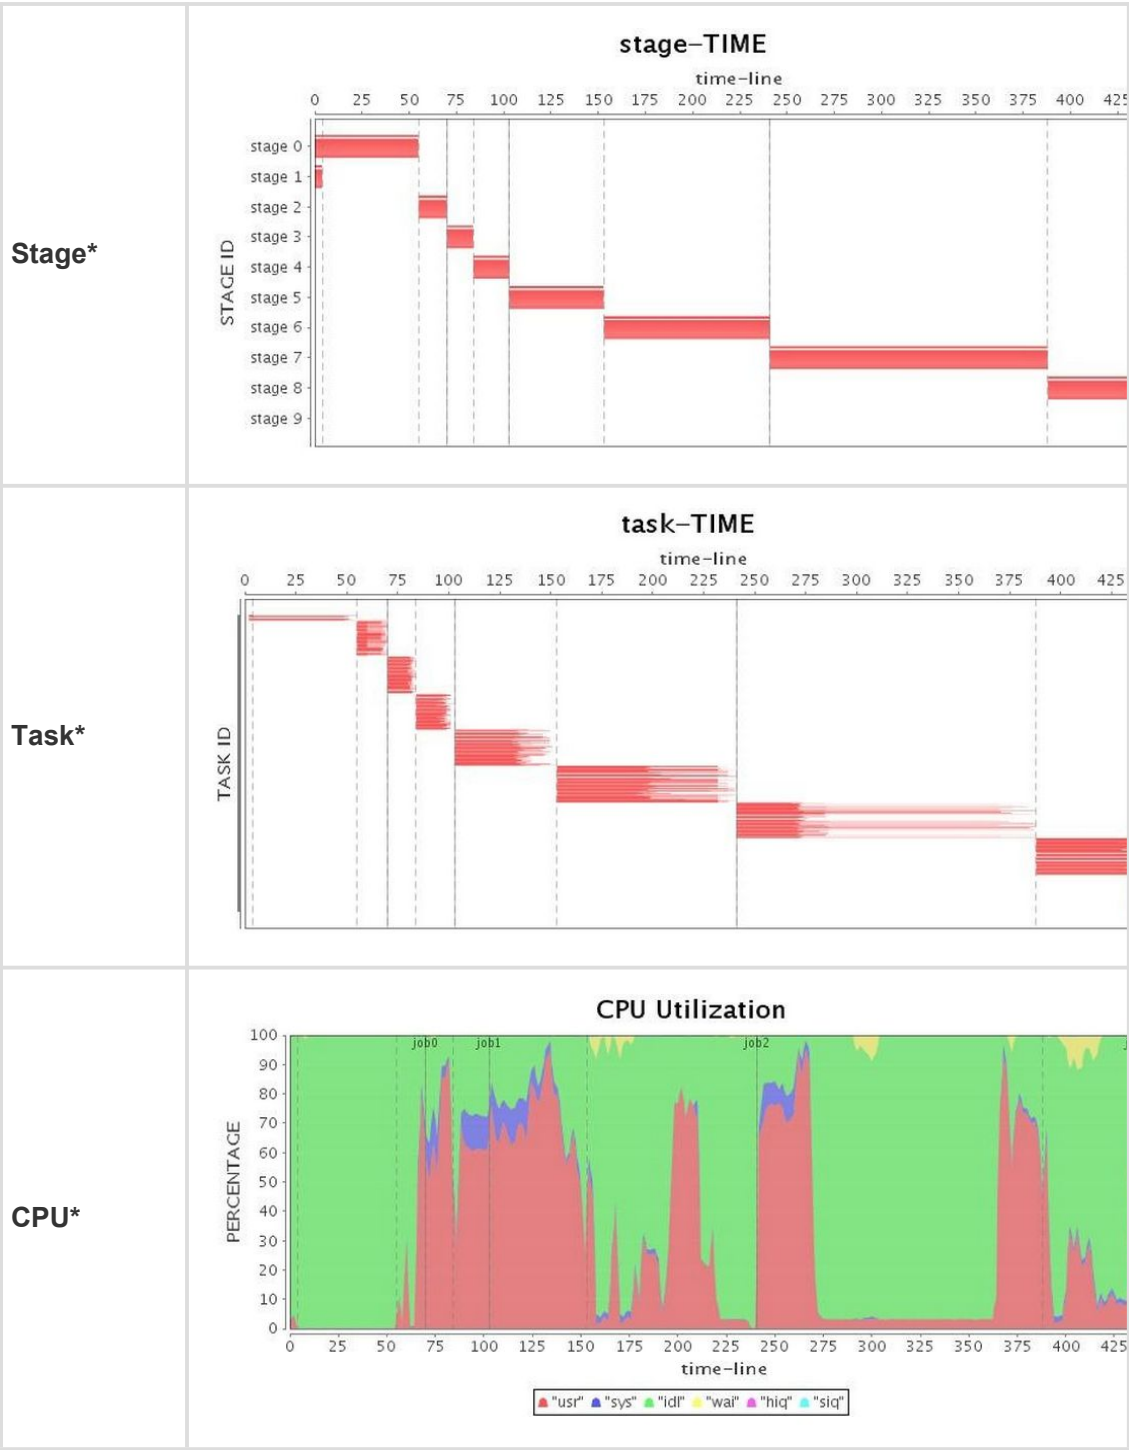 Stage*
stage-TIME
time-line
0 25 50 75 100 125 150 175 200 225 250 275 300 325 350 375 400 425
STAGE ID
stage 0
stage 1
stage 2
stage 3
stage 4
stage 5
stage 6
stage 7
stage 8
stage 9
Task*
task-TIME
time-line
0 25 50 75 100 125 150 175 200 225 250 275 300 325 350 375 400 425
TASK ID
CPU*
CPU Utilization
PERCENTAGE
100
90
80
70
60
50
40
30
20
10
0
job0 job1 job2
0 25 50 75 100 125 150 175 200 225 250 275 300 325 350 375 400 425
time-line
"usr" "sys" "idl" "wai" "hiq" "siq"